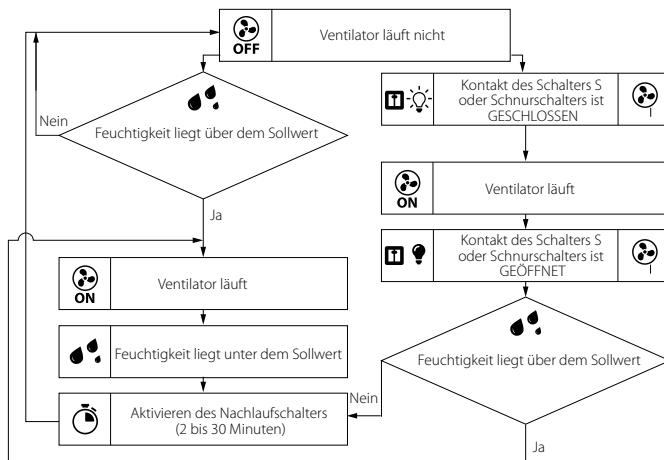 OFF
Ventilator läuft nicht
Feuchtigkeit liegt über dem Sollwert
Nein
Ja
ON
Ventilator läuft
Feuchtigkeit liegt unter dem Sollwert
Aktivieren des Nachlaufschalters
(2 bis 30 Minuten)
Kontakt des Schalters S
oder Schnurschalters ist
GESCHLOSSEN
ON
Ventilator läuft
Kontakt des Schalters S
oder Schnurschalters ist
GEÖFFNET
Feuchtigkeit liegt über dem Sollwert
Nein
Ja